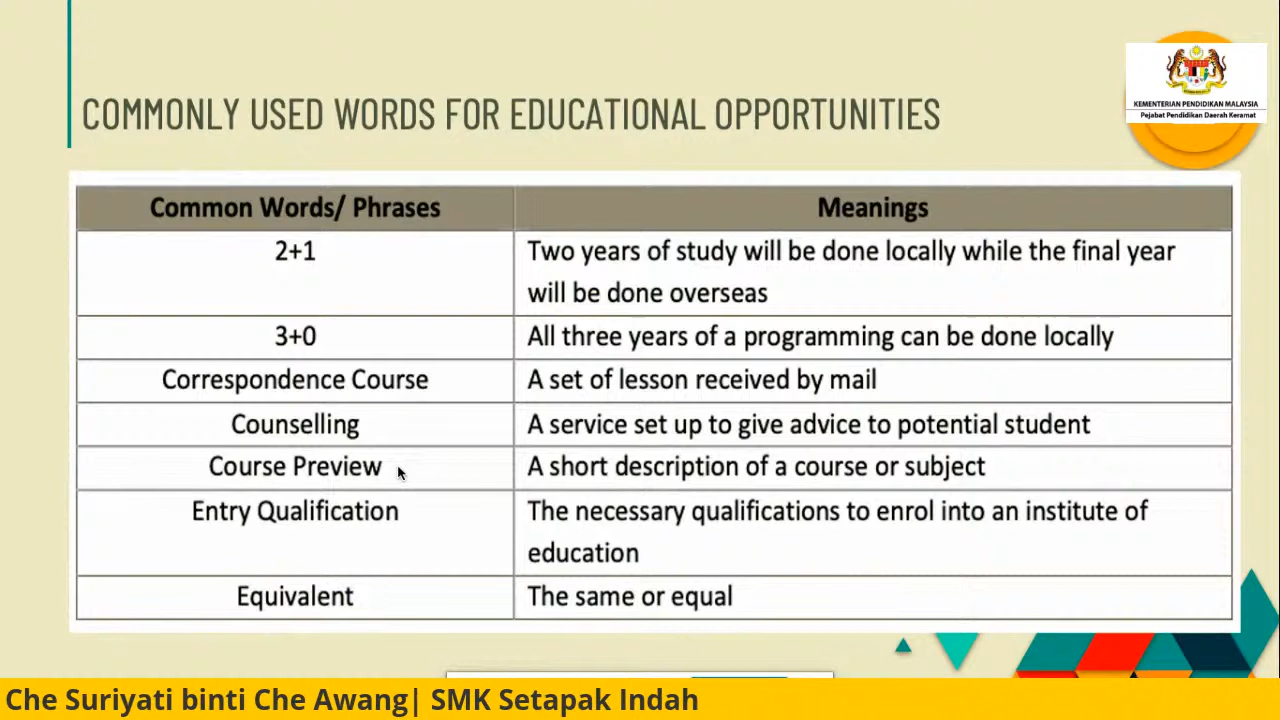 COMMONLY USED WORDS FOR EDUCATIONAL OPPORTUNITIES
KEMENTERIAN PENDIDIKAN MALAYSIA
Pejabat Pendidikan Daerah Keramat
Common Words/ Phrases
Meanings
2+1
Two years of study will be done locally while the final year
will be done overseas
3+0
All three years of a programming can be done locally
Correspondence Course
A set of lesson received by mail
Counselling
A service set up to give advice to potential student
Course Preview
A short description of a course or subject
Entry Qualification
The necessary qualifications to enrol into an institute of
education
Equivalent
The same or equal
Che Suriyati binti Che Awang| SMK Setapak Indah